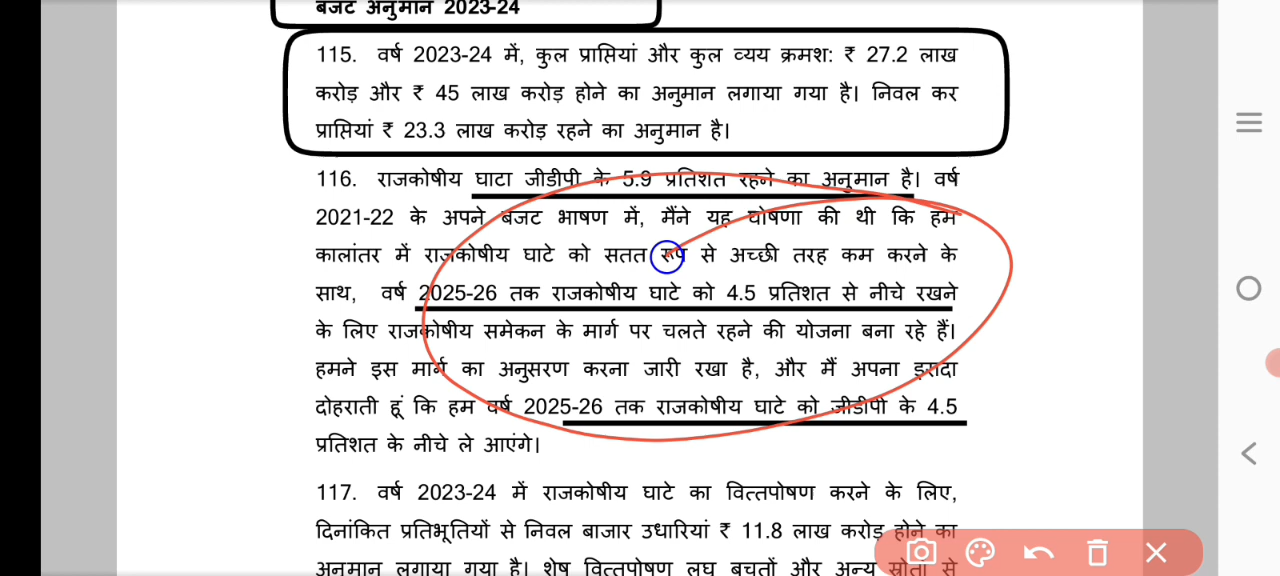 बजट अनुमान 2023-24
115. वर्ष 2023-24 में, कुल प्राप्तियां और कुल व्यय क्रमश: ₹ 27.2 लाख
करोड़ और ₹ 45 लाख करोड़ होने का अनुमान लगाया गया है। निवल कर
प्राप्तियां ₹ 23.3 लाख करोड़ रहने का अनुमान है।
116. राजकोषीय घाटा जीडीपी के 5.9 प्रतिशत रहने का अनुमान है। वर्ष
2021-22 के अपने बजट भाषण में, मैंने यह घोषणा की थी कि हम
कालांतर में राजकोषीय घाटे को सतत रूप से अच्छी तरह कम करने के
साथ, वर्ष 2025-26 तक राजकोषीय घाटे को 4.5 प्रतिशत से नीचे रखने
के लिए राजकोषीय समेकन के मार्ग पर चलते रहने की योजना बना रहे हैं।
हमने इस मार्ग का अनुसरण करना जारी रखा है, और मैं अपना इरादा
दोहराती हूं कि हम वर्ष 2025-26 तक राजकोषीय घाटे को जीडीपी के 4.5
प्रतिशत के नीचे ले आएंगे।
117. वर्ष 2023-24 में राजकोषीय घाटे का वित्तपोषण करने के लिए,
दिनांकित प्रतिभूतियों से निवल बाजार उधारियां ₹ 11.8 लाख करोड़ होने का
अनुमान लगाया गया है। शेष वित्तपोषण लघु बचतों और अन्य स्रोतों से